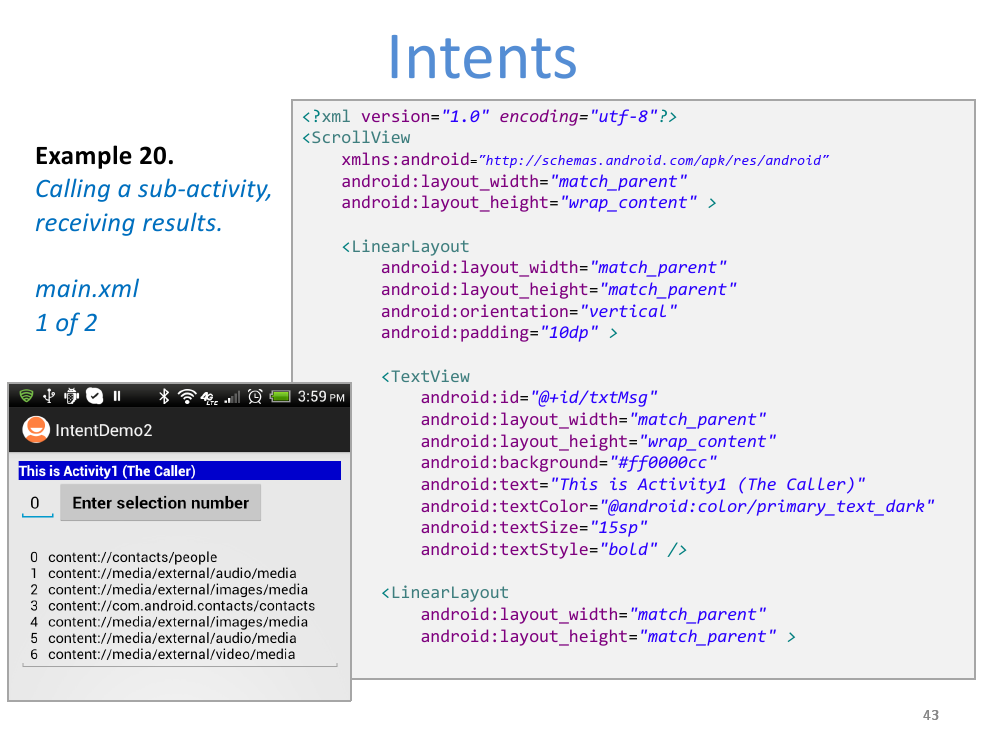 Intents
Example 20.
Calling a sub-activity,
receiving results.
main.xml
1 of 2
<?xml version="1.0" encoding="utf-8"?>
<ScrollView
xmlns:android="http://schemas.android.com/apk/res/android"
android:layout_width="match_parent"
android:layout_height="wrap_content" >
<LinearLayout
android:layout_width="match_parent"
android:layout_height="match_parent"
android:orientation="vertical"
android:padding="10dp" >
<TextView
android:id="@+id/txtMsg"
android:layout_width="match_parent"
android:layout_height="wrap_content"
android:background="#ff0000cc"
android:text="This is Activity1 (The Caller)"
android:textColor="@android:color/primary_text_dark"
android:textSize="15sp"
android:textStyle="bold" />
<LinearLayout
android:layout_width="match_parent"
android:layout_height="match_parent" >
4G LTE 3:59 PM
IntentDemo2
This is Activity1 (The Caller)
0 Enter selection number
0 content://contacts/people
1 content://media/external/audio/media
2 content://media/external/images/media
3 content://com.android.contacts/contacts
4 content://media/external/images/media
5 content://media/external/audio/media
6 content://media/external/video/media
43